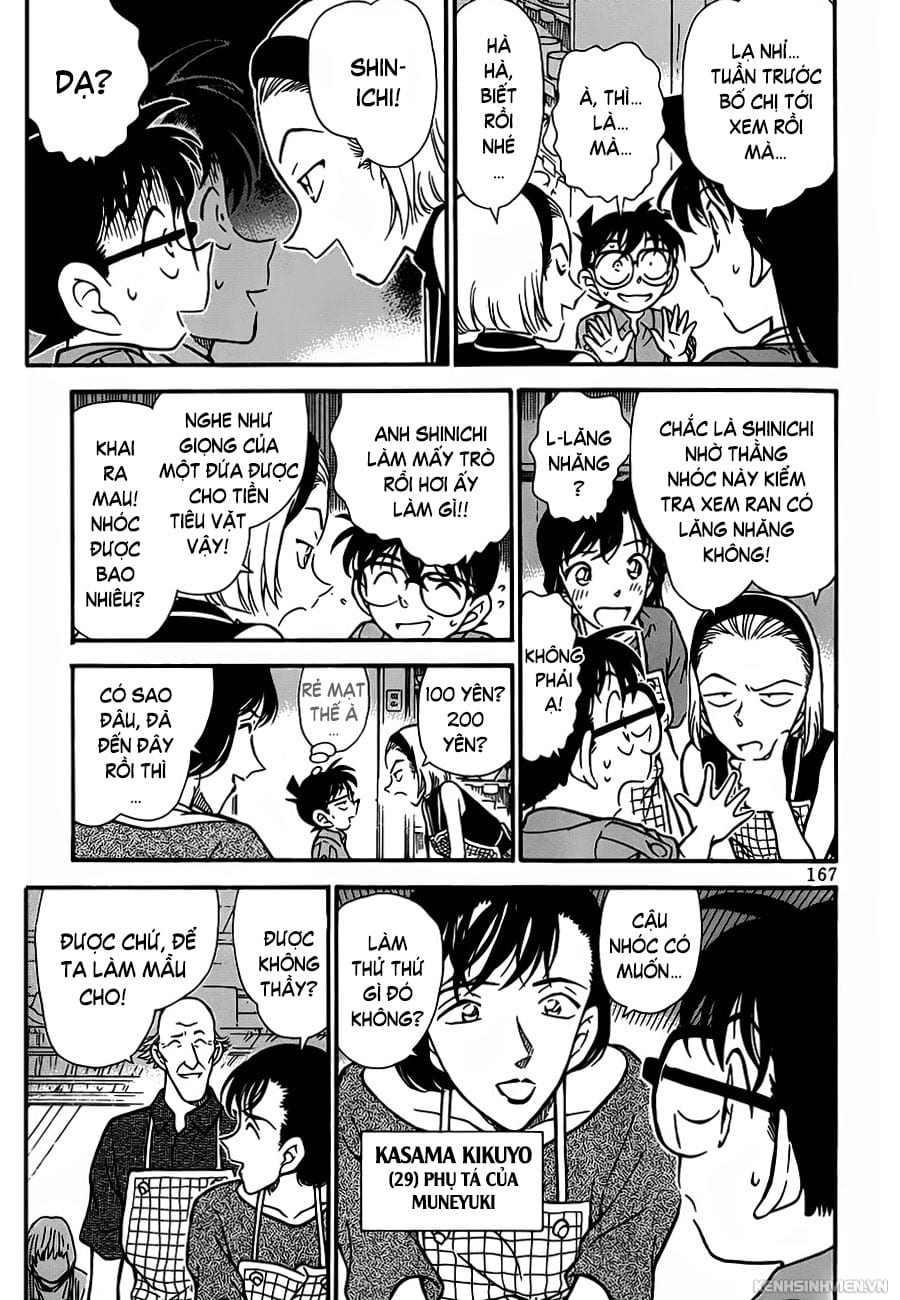 LẠ NHỈ...
TUẦN TRƯỚC
BỐ CHỊ TỚI
XEM RỒI
MÀ...
À, THÌ...
LÀ...
MÀ...
HÀ
HÀ,
BIẾT
RỒI
NHÉ
...
SHIN-
ICHI!
DẠ?
CHẮC LÀ SHINICHI
NHỜ THẰNG
NHÓC NÀY KIỂM
TRA XEM RAN CÓ
LĂNG NHĂNG
KHÔNG!
L-LĂNG
NHĂNG
?
KHÔNG
PHẢI
Ạ!
ANH SHINICHI
LÀM MẤY TRÒ
RỒI HƠI ẤY
LÀM GÌ!!
NGHE NHƯ
GIỌNG CỦA
MỘT ĐỨA ĐƯỢC
CHO TIỀN
TIÊU VẶT
VẬY!
KHAI
RA
MAU!
NHÓC
ĐƯỢC
BAO
NHIÊU?
100 YÊN?
200
YÊN?
RẺ MẠT
THẾ À
...
CÓ SAO
ĐÂU, ĐÃ
ĐẾN ĐÂY
RỒI THÌ
...
167
CẬU
NHÓC CÓ
MUỐN...
LÀM
THỬ THỨ
GÌ ĐÓ
KHÔNG?
KASAMA KIKUYO
(29) PHỤ TÁ CỦA
MUNEYUKI
ĐƯỢC
KHÔNG
THẦY?
ĐƯỢC CHỨ, ĐỂ
TA LÀM MẪU
CHO!
KENHSINHVIEN.VN